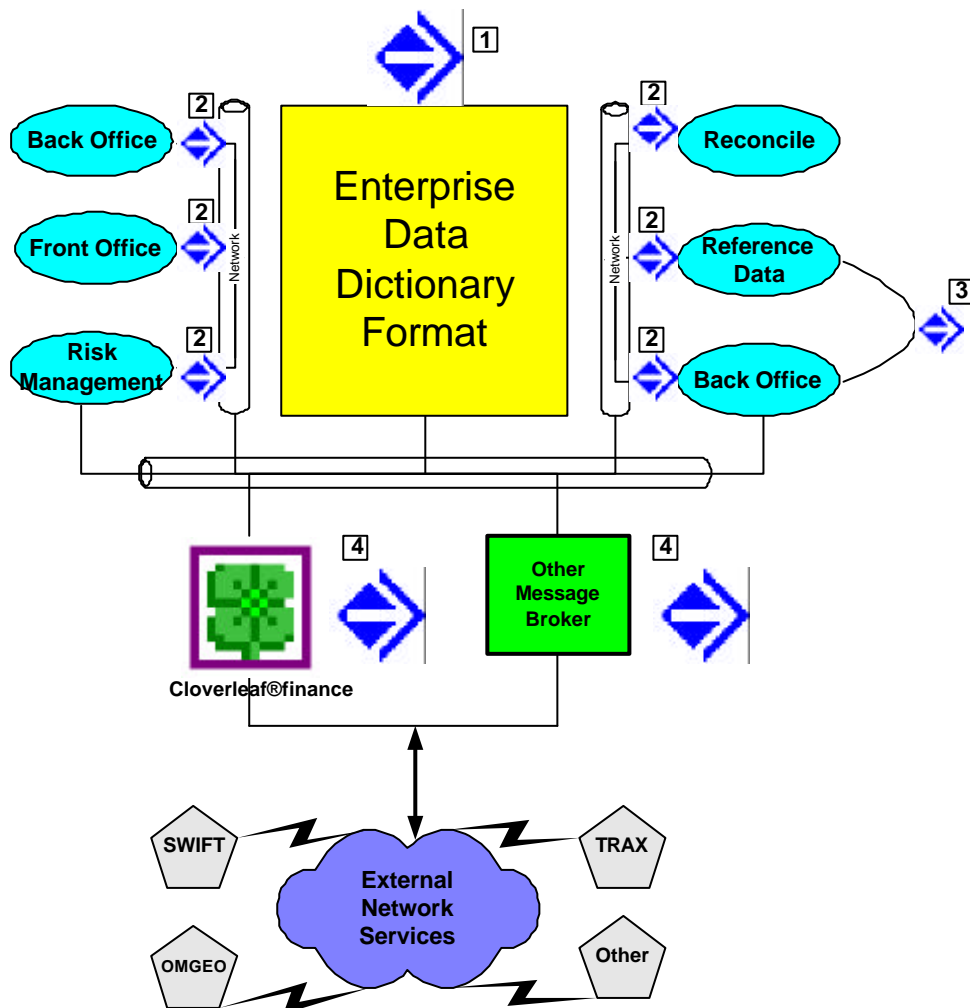 1
2
Back Office
2
Front Office
2
Risk
Management
Network
Enterprise
Data
Dictionary
Format
Network
2
Reconcile
2
Reference
Data
2
Back Office
3
4
Cloverleaf®finance
Other
Message
Broker
4
SWIFT
TRAX
External
Network
Services
OMGEO
Other